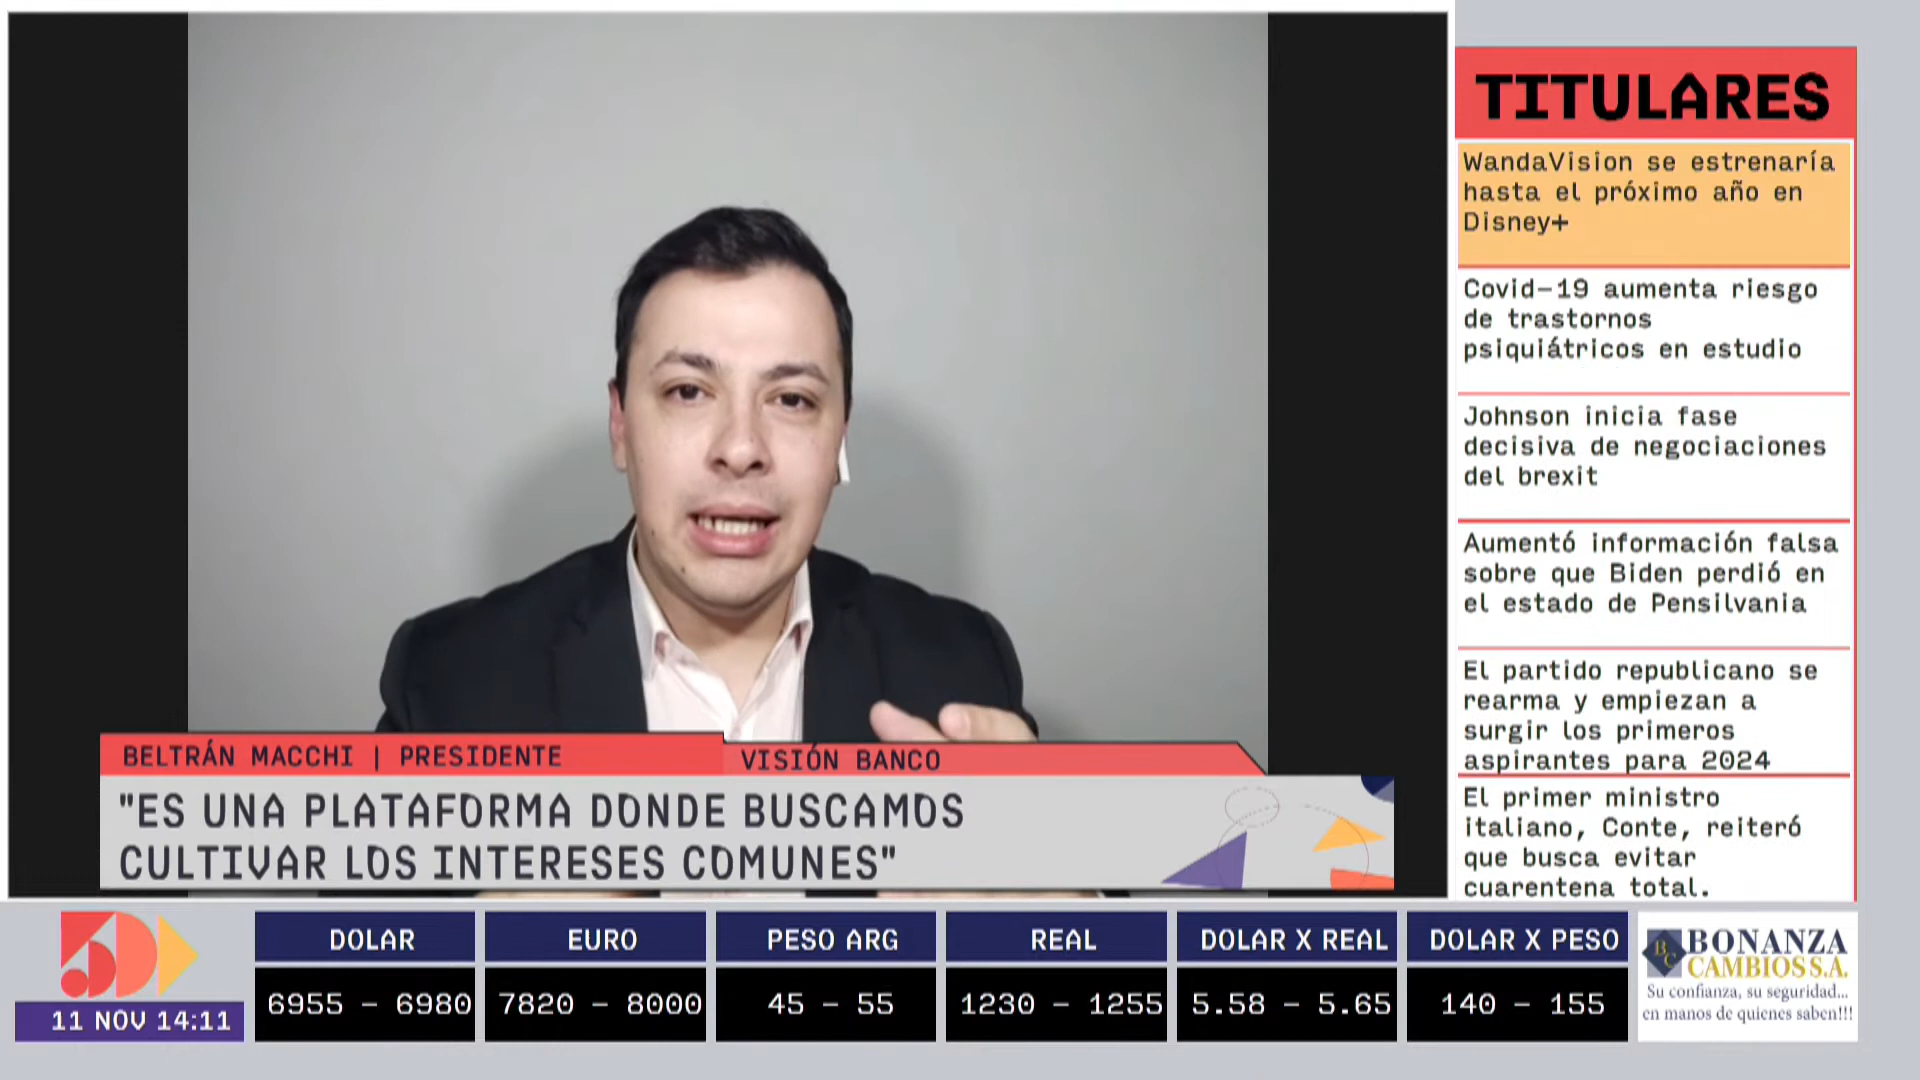 TITULARES
WandaVision se estrenaría
hasta el próximo año en
Disney+
Covid-19 aumenta riesgo
de trastornos
psiquiátricos en estudio
Johnson inicia fase
decisiva de negociaciones
del brexit
Aumentó información falsa
sobre que Biden perdió en
el estado de Pensilvania
El partido republicano se
rearma y empiezan a
surgir los primeros
aspirantes para 2024
El primer ministro
italiano, Conte, reiteró
que busca evitar
cuarentena total.
BELTRÁN MACCHI | PRESIDENTE
VISIÓN BANCO
"ES UNA PLATAFORMA DONDE BUSCAMOS
CULTIVAR LOS INTERESES COMUNES"
5D
11 NOV 14:11
DOLAR
6955 - 6980
EURO
7820 - 8000
PESO ARG
45 - 55
REAL
1230 - 1255
DOLAR X REAL
5.58 - 5.65
DOLAR X PESO
140 - 155
BC
BONANZA
CAMBIOS S.A.
Su confianza, su seguridad...
en manos de quienes saben!!!